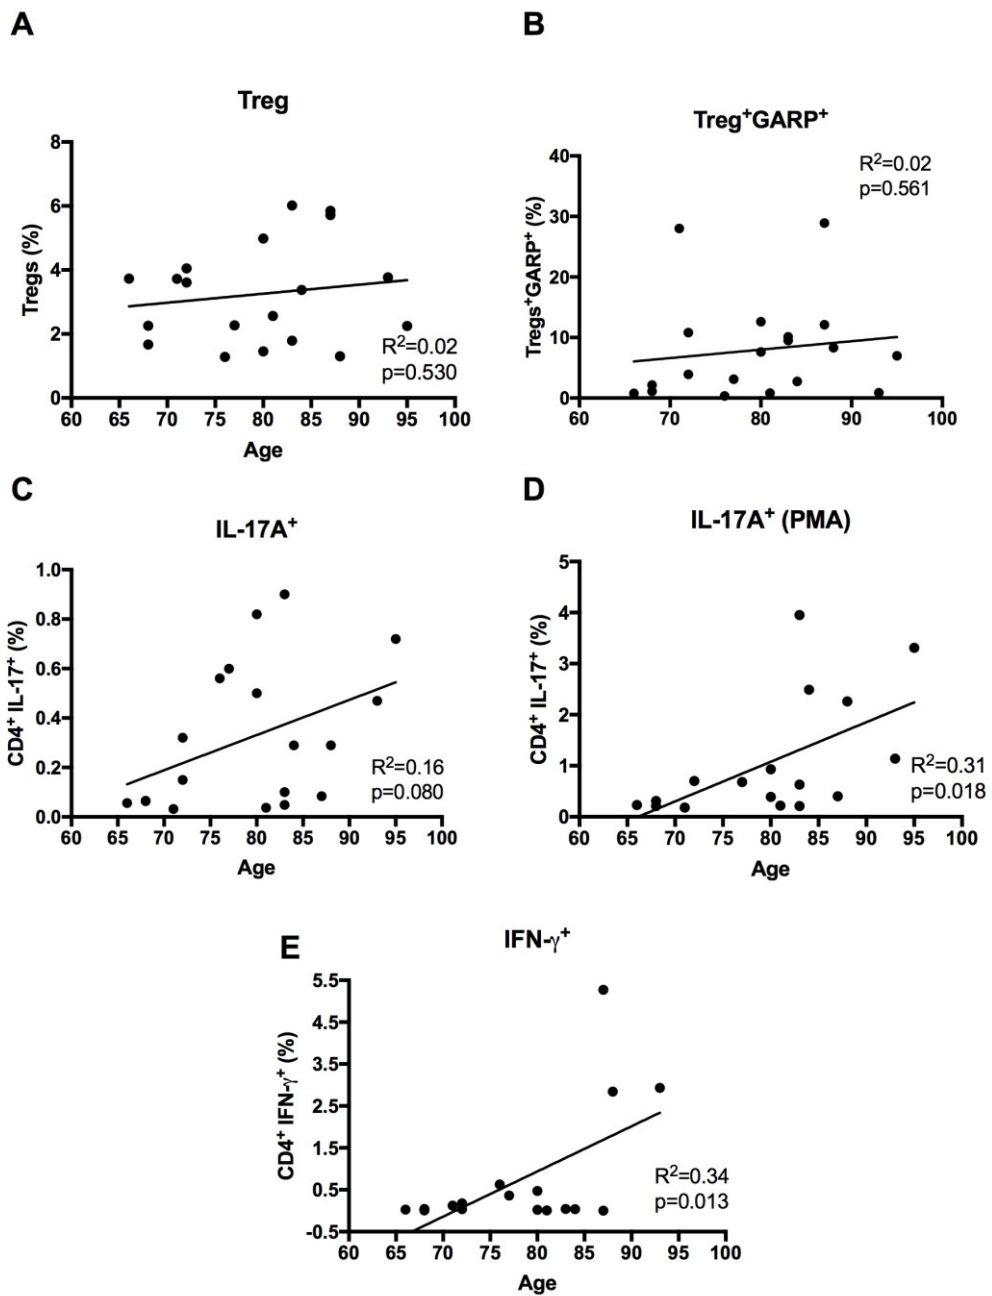 A
Treg
8
6
4
2
0
Tregs (%)
R²=0.02
p=0.530
60 65 70 75 80 85 90 95 100
Age
B
Treg⁺GARP⁺
40
30
20
10
0
Tregs⁺GARP⁺ (%)
R²=0.02
p=0.561
60 70 80 90 100
C
IL-17A⁺
1.0
0.8
0.6
0.4
0.2
0.0
CD4⁺ IL-17⁺ (%)
R²=0.16
p=0.080
60 65 70 75 80 85 90 95 100
Age
D
IL-17A⁺ (PMA)
5
4
3
2
1
0
CD4⁺ IL-17⁺ (%)
R²=0.31
p=0.018
60 65 70 75 80 85 90 95 100
Age
E
IFN-γ⁺
5.5
4.5
3.5
2.5
1.5
0.5
-0.5
CD4⁺ IFN-γ⁺ (%)
R²=0.34
p=0.013
60 65 70 75 80 85 90 95 100
Age